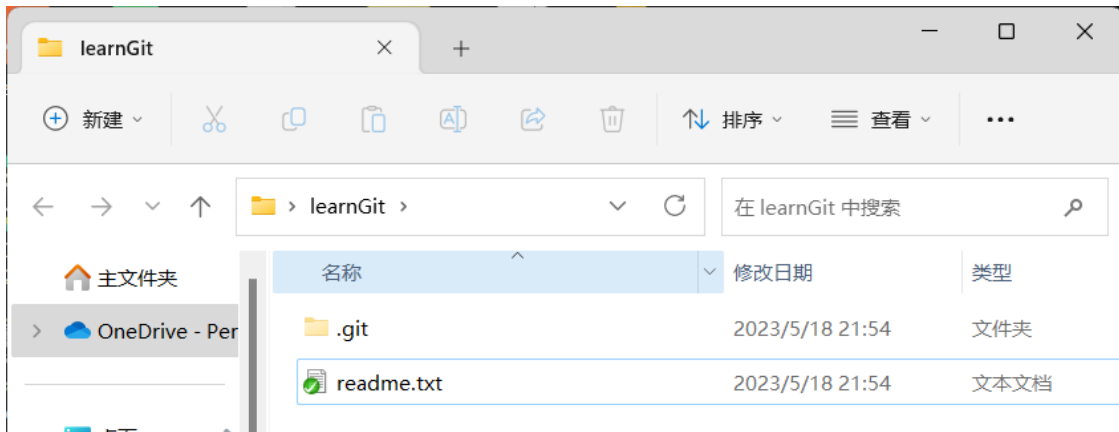 learnGit
新建
排序
查看
learnGit
在 learnGit 中搜索
主文件夹
OneDrive - Per
名称
修改日期
类型
.git
2023/5/18 21:54
文件夹
readme.txt
2023/5/18 21:54
文本文档